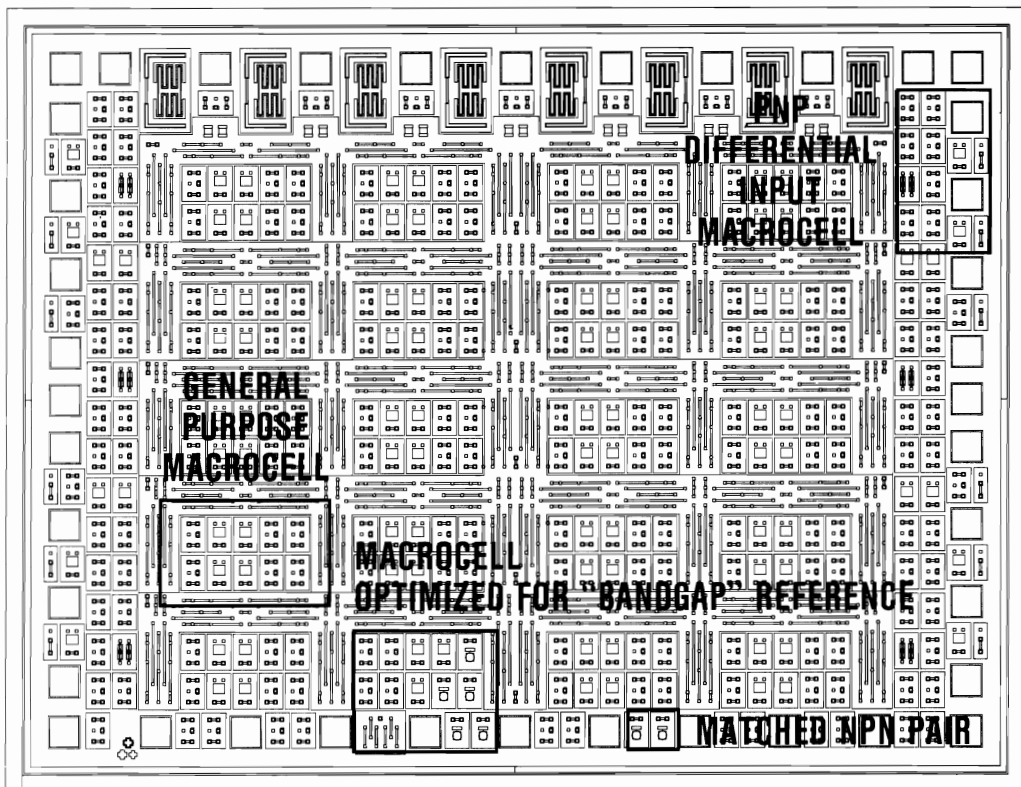 PNP
DIFFERENTIAL
INPUT
MACROCELL
GENERAL
PURPOSE
MACROCELL
MACROCELL
OPTIMIZED FOR "BANDGAP" REFERENCE
MATCHED NPN PAIR